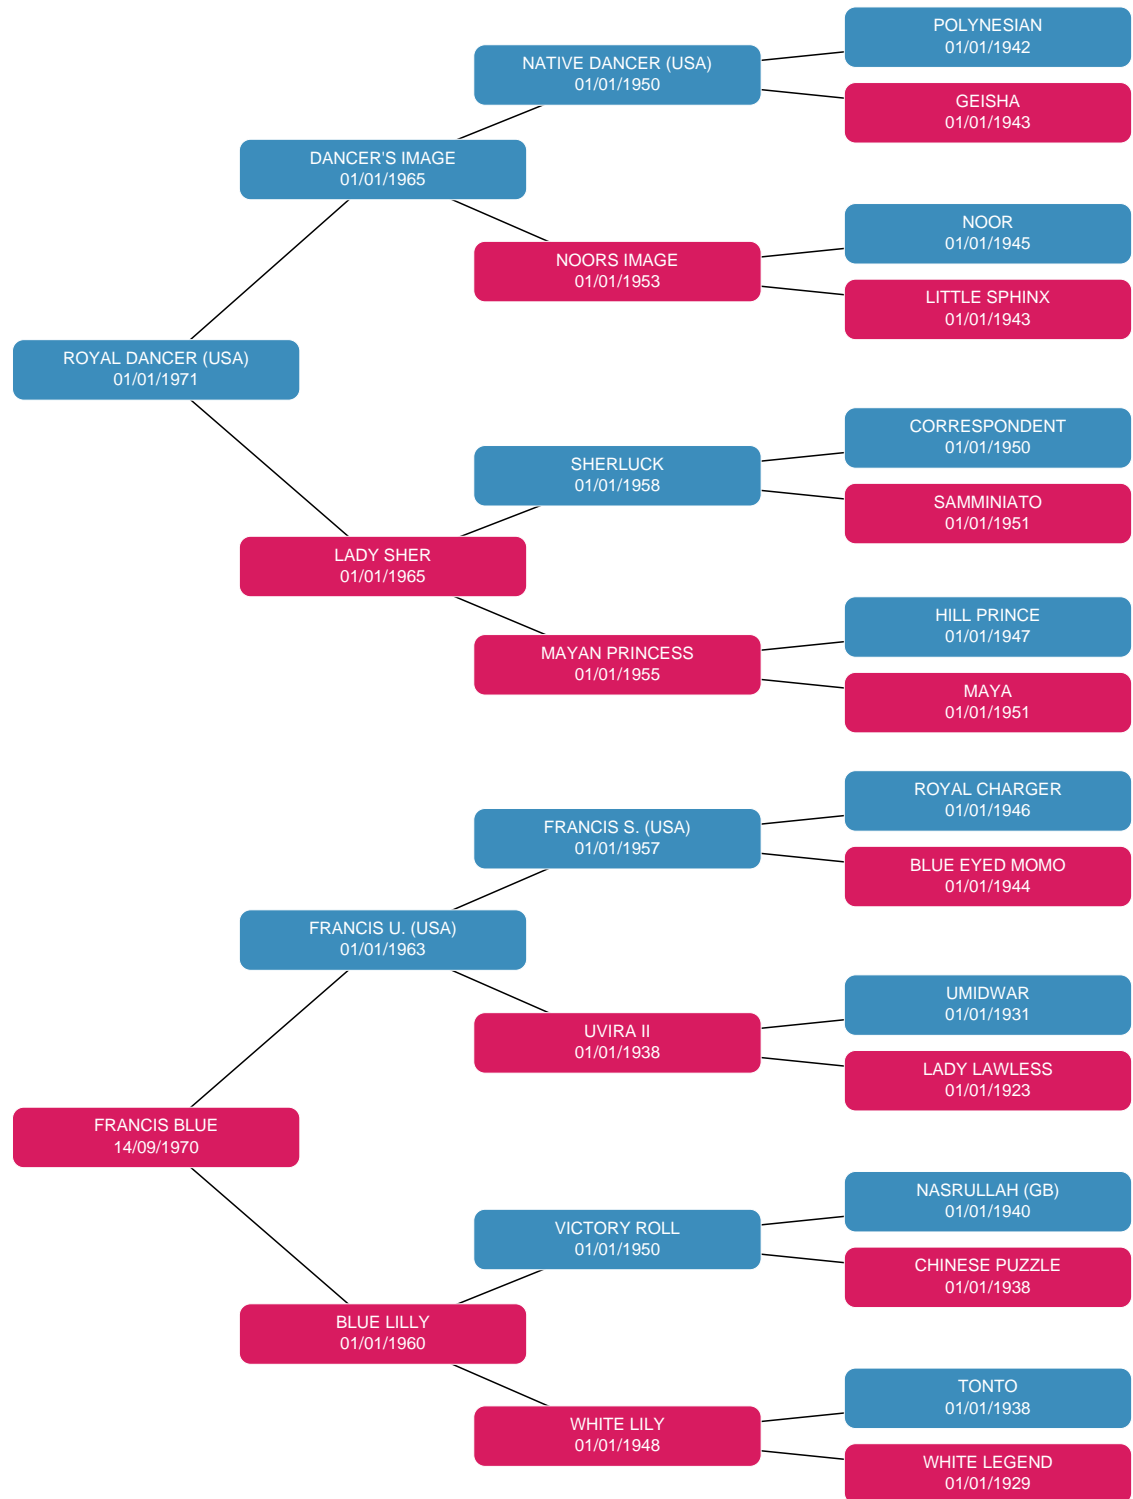 POLYNESIAN
01/01/1942
NATIVE DANCER (USA)
01/01/1950
GEISHA
01/01/1943
DANCER'S IMAGE
01/01/1965
NOOR
01/01/1945
NOORS IMAGE
01/01/1953
LITTLE SPHINX
01/01/1943
ROYAL DANCER (USA)
01/01/1971
CORRESPONDENT
01/01/1950
SHERLUCK
01/01/1958
SAMMINIATO
01/01/1951
LADY SHER
01/01/1965
HILL PRINCE
01/01/1947
MAYAN PRINCESS
01/01/1955
MAYA
01/01/1951
ROYAL CHARGER
01/01/1946
FRANCIS S. (USA)
01/01/1957
BLUE EYED MOMO
01/01/1944
FRANCIS U. (USA)
01/01/1963
UMIDWAR
01/01/1931
UVIRA II
01/01/1938
LADY LAWLESS
01/01/1923
FRANCIS BLUE
14/09/1970
NASRULLAH (GB)
01/01/1940
VICTORY ROLL
01/01/1950
CHINESE PUZZLE
01/01/1938
BLUE LILLY
01/01/1960
TONTO
01/01/1938
WHITE LILY
01/01/1948
WHITE LEGEND
01/01/1929